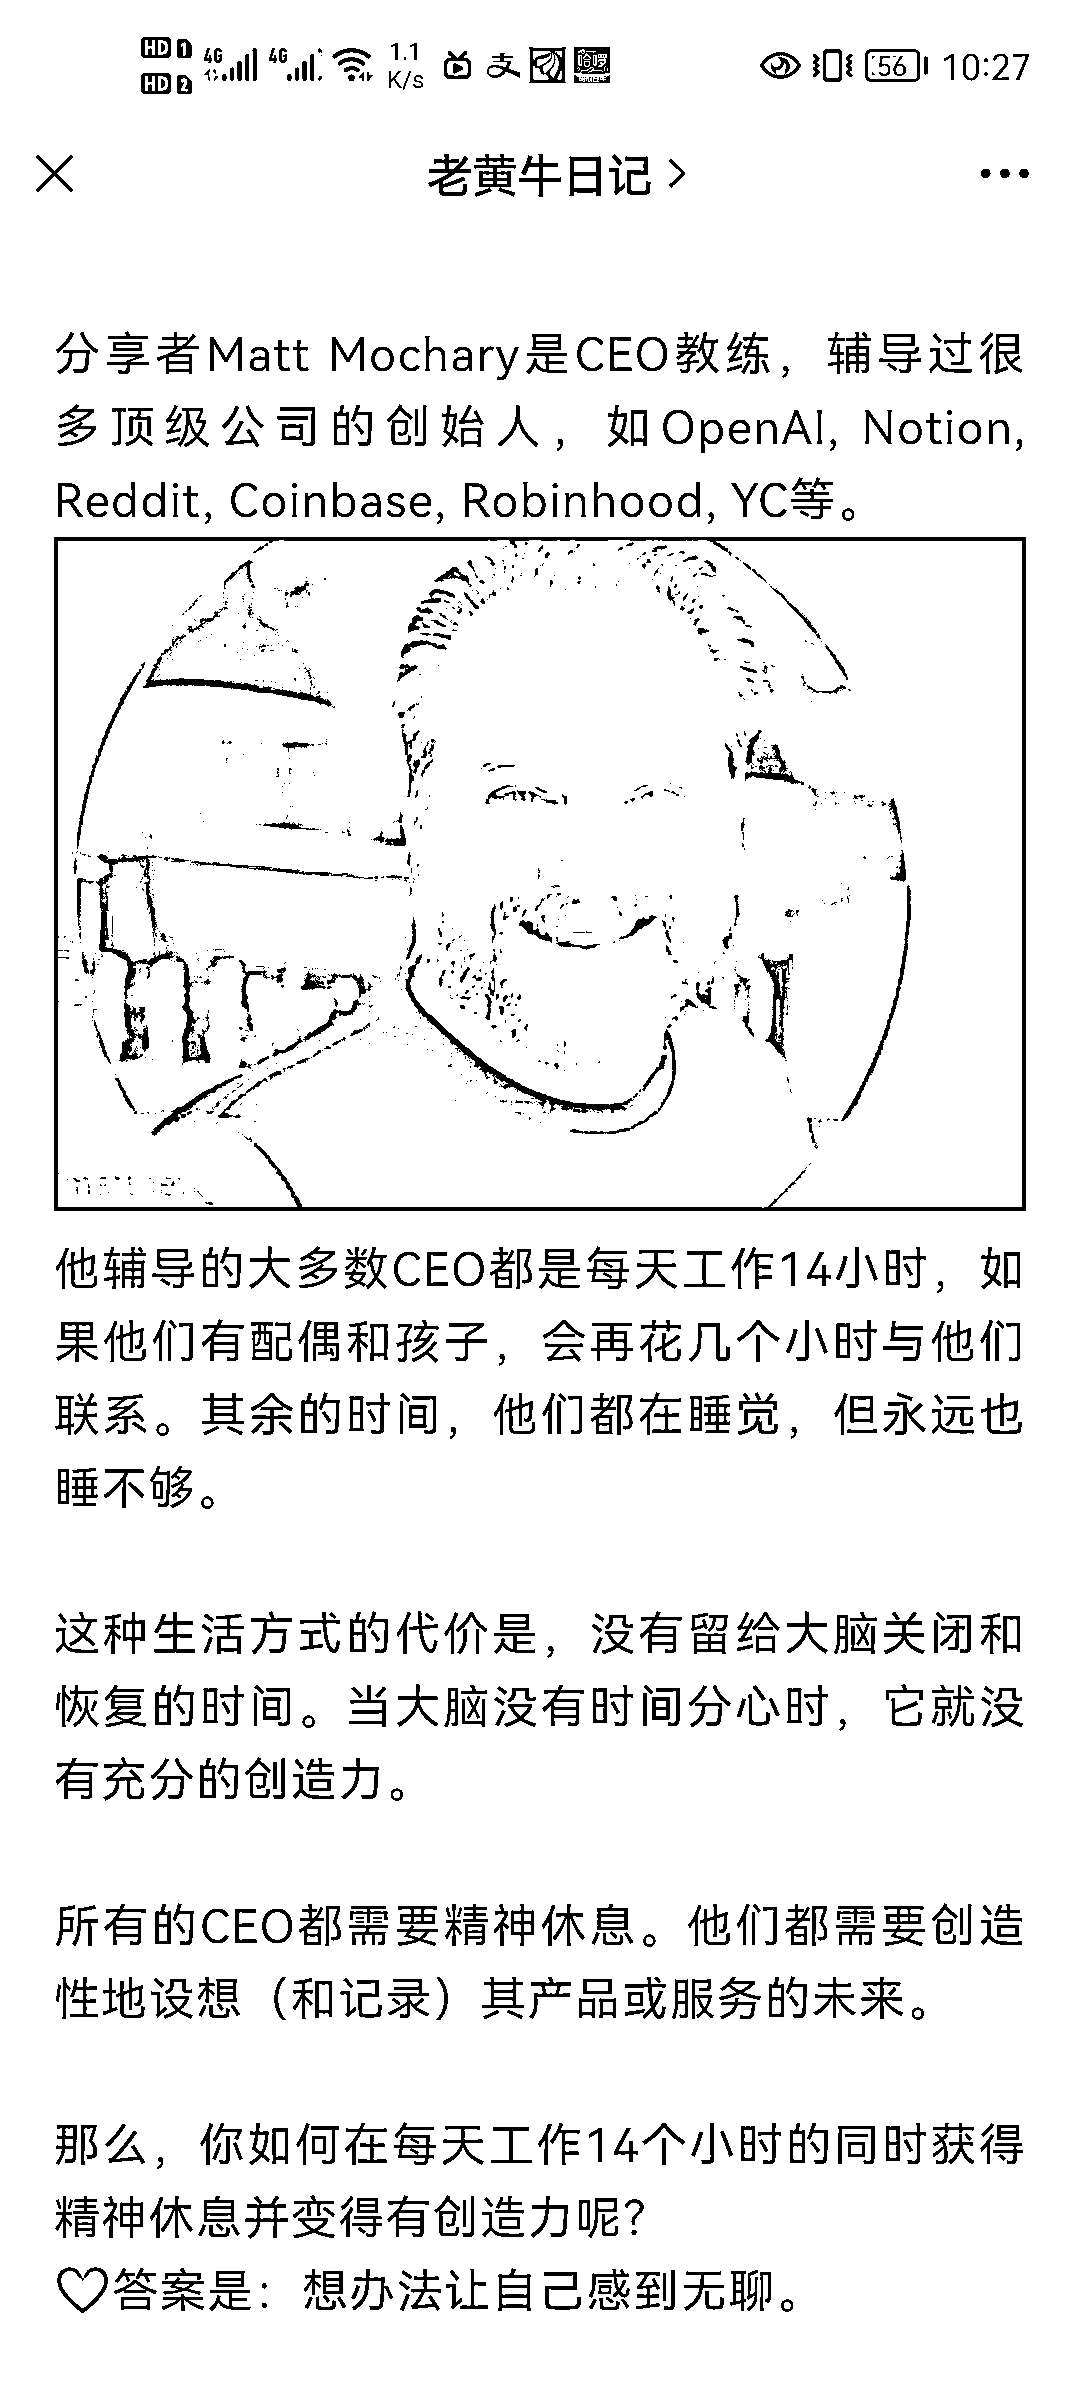 HD 1 4G 4G 1.1 56 10:27
HD 2 K/s
老黄牛日记
分享者Matt Mochary是CEO教练，辅导过很
多顶级公司的创始人，如OpenAI, Notion,
Reddit, Coinbase, Robinhood, YC等。
他辅导的大多数CEO都是每天工作14小时，如
果他们有配偶和孩子，会再花几个小时与他们
联系。其余的时间，他们都在睡觉，但永远也
睡不够。
这种生活方式的代价是，没有留给大脑关闭和
恢复的时间。当大脑没有时间分心时，它就没
有充分的创造力。
所有的CEO都需要精神休息。他们都需要创造
性地设想（和记录）其产品或服务的未来。
那么，你如何在每天工作14个小时的同时获得
精神休息并变得有创造力呢？
♡答案是：想办法让自己感到无聊。